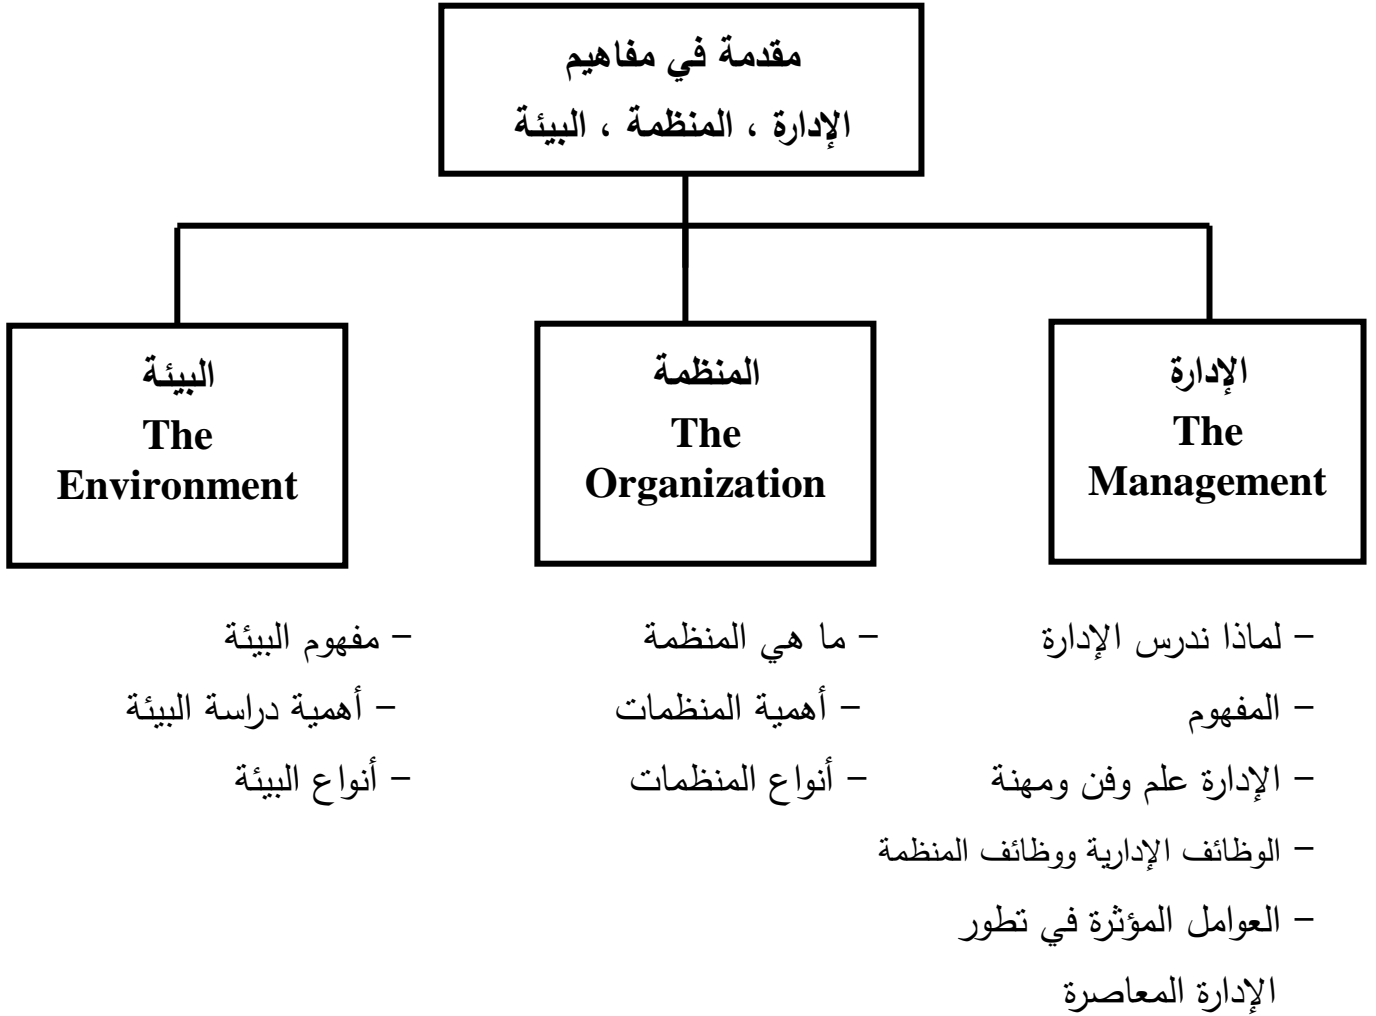 مقدمة في مفاهيم
الإدارة ، المنظمة ، البيئة
الإدارة
The
Management
المنظمة
The
Organization
البيئة
The
Environment
– لماذا ندرس الإدارة
– المفهوم
– الإدارة علم وفن ومهنة
– الوظائف الإدارية ووظائف المنظمة
– العوامل المؤثرة في تطور
الإدارة المعاصرة
– ما هي المنظمة
– أهمية المنظمات
– أنواع المنظمات
– مفهوم البيئة
– أهمية دراسة البيئة
– أنواع البيئة